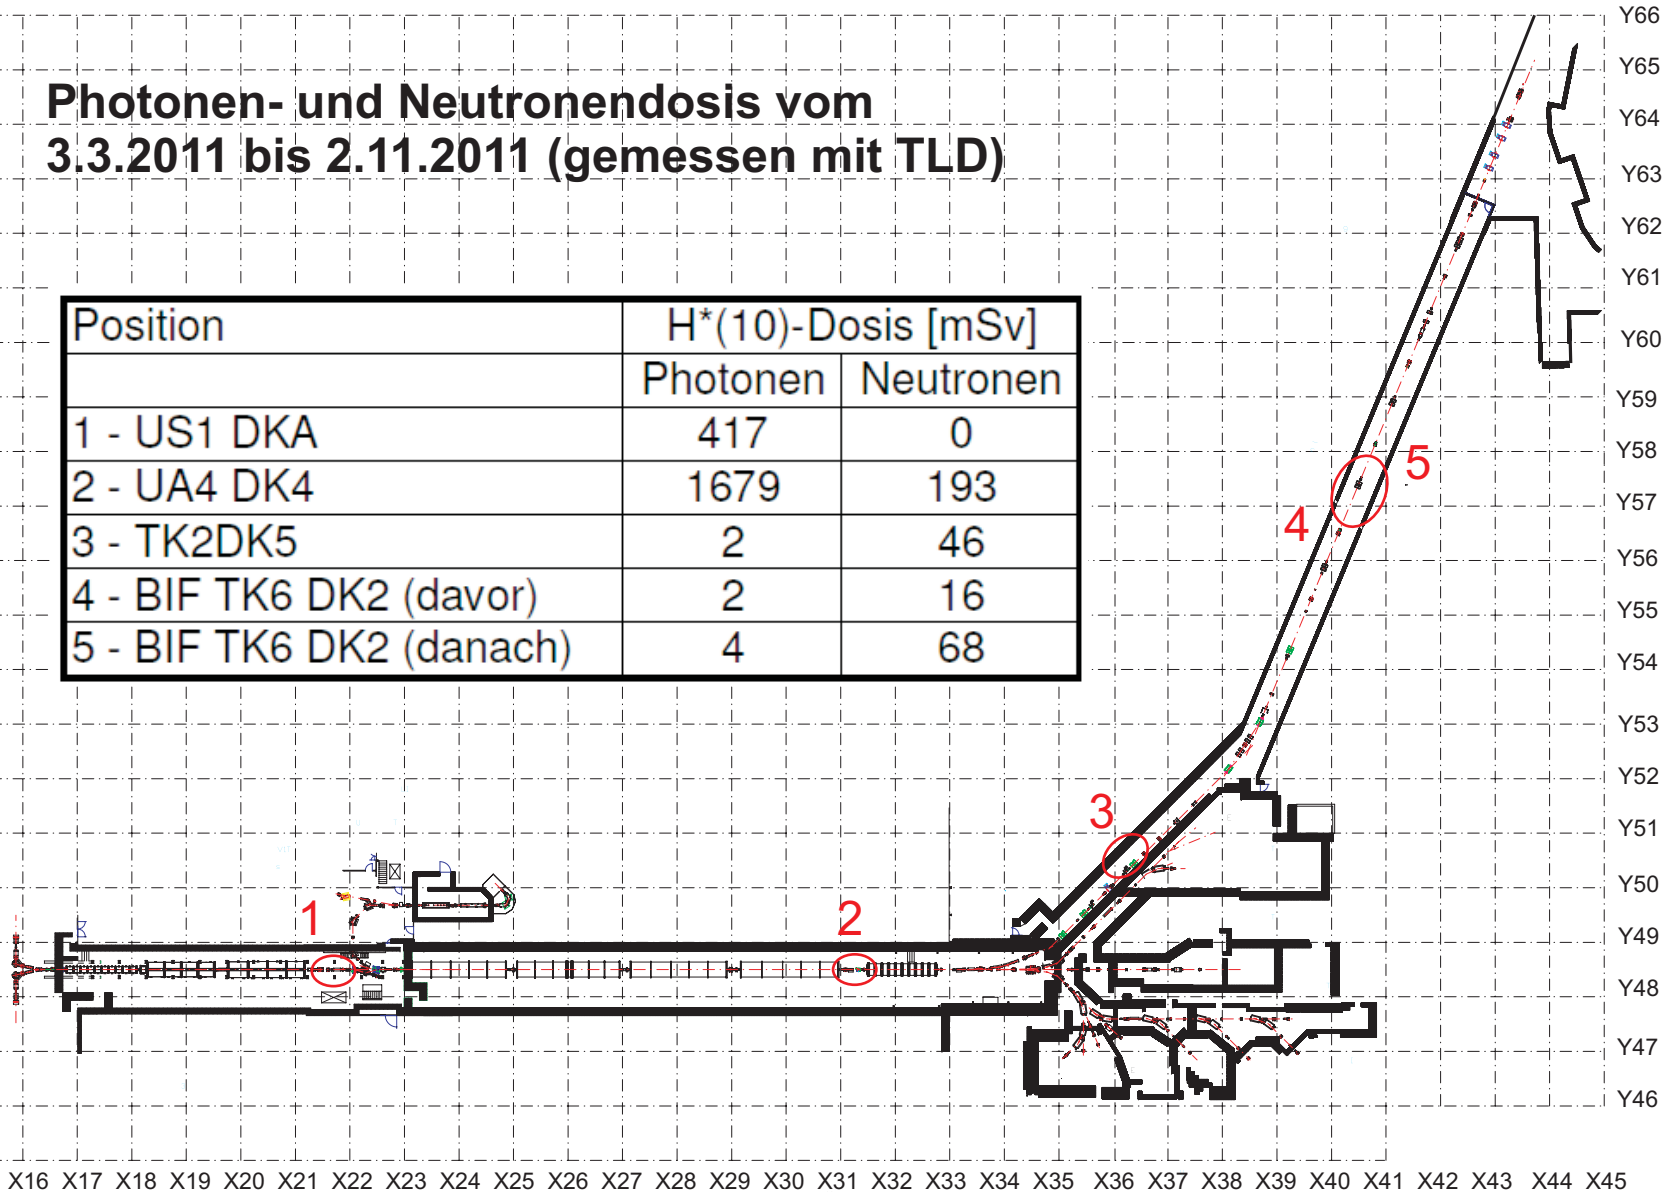 Photonen- und Neutronendosis vom
3.3.2011 bis 2.11.2011 (gemessen mit TLD)
Position H*(10)-Dosis [mSv]
Photonen Neutronen
1 - US1 DKA 417 0
2 - UA4 DK4 1679 193
3 - TK2DK5 2 46
4 - BIF TK6 DK2 (davor) 2 16
5 - BIF TK6 DK2 (danach) 4 68
1
2
3
4
5
Y66
Y65
Y64
Y63
Y62
Y61
Y60
Y59
Y58
Y57
Y56
Y55
Y54
Y53
Y52
Y51
Y50
Y49
Y48
Y47
Y46
X16 X17 X18 X19 X20 X21 X22 X23 X24 X25 X26 X27 X28 X29 X30 X31 X32 X33 X34 X35 X36 X37 X38 X39 X40 X41 X42 X43 X44 X45